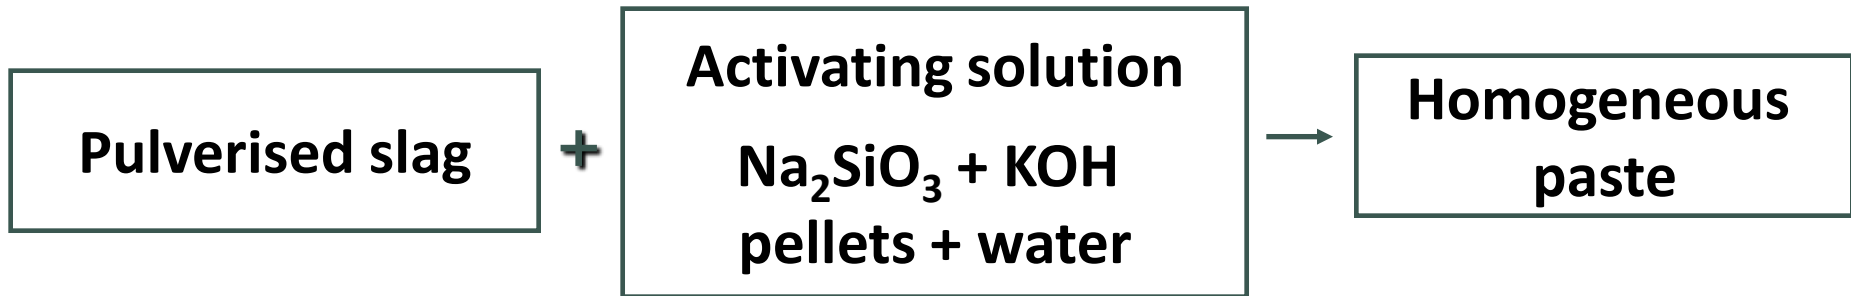 Pulverised slag
+
Activating solution
Na₂SiO₃ + KOH
pellets + water
Homogeneous
paste